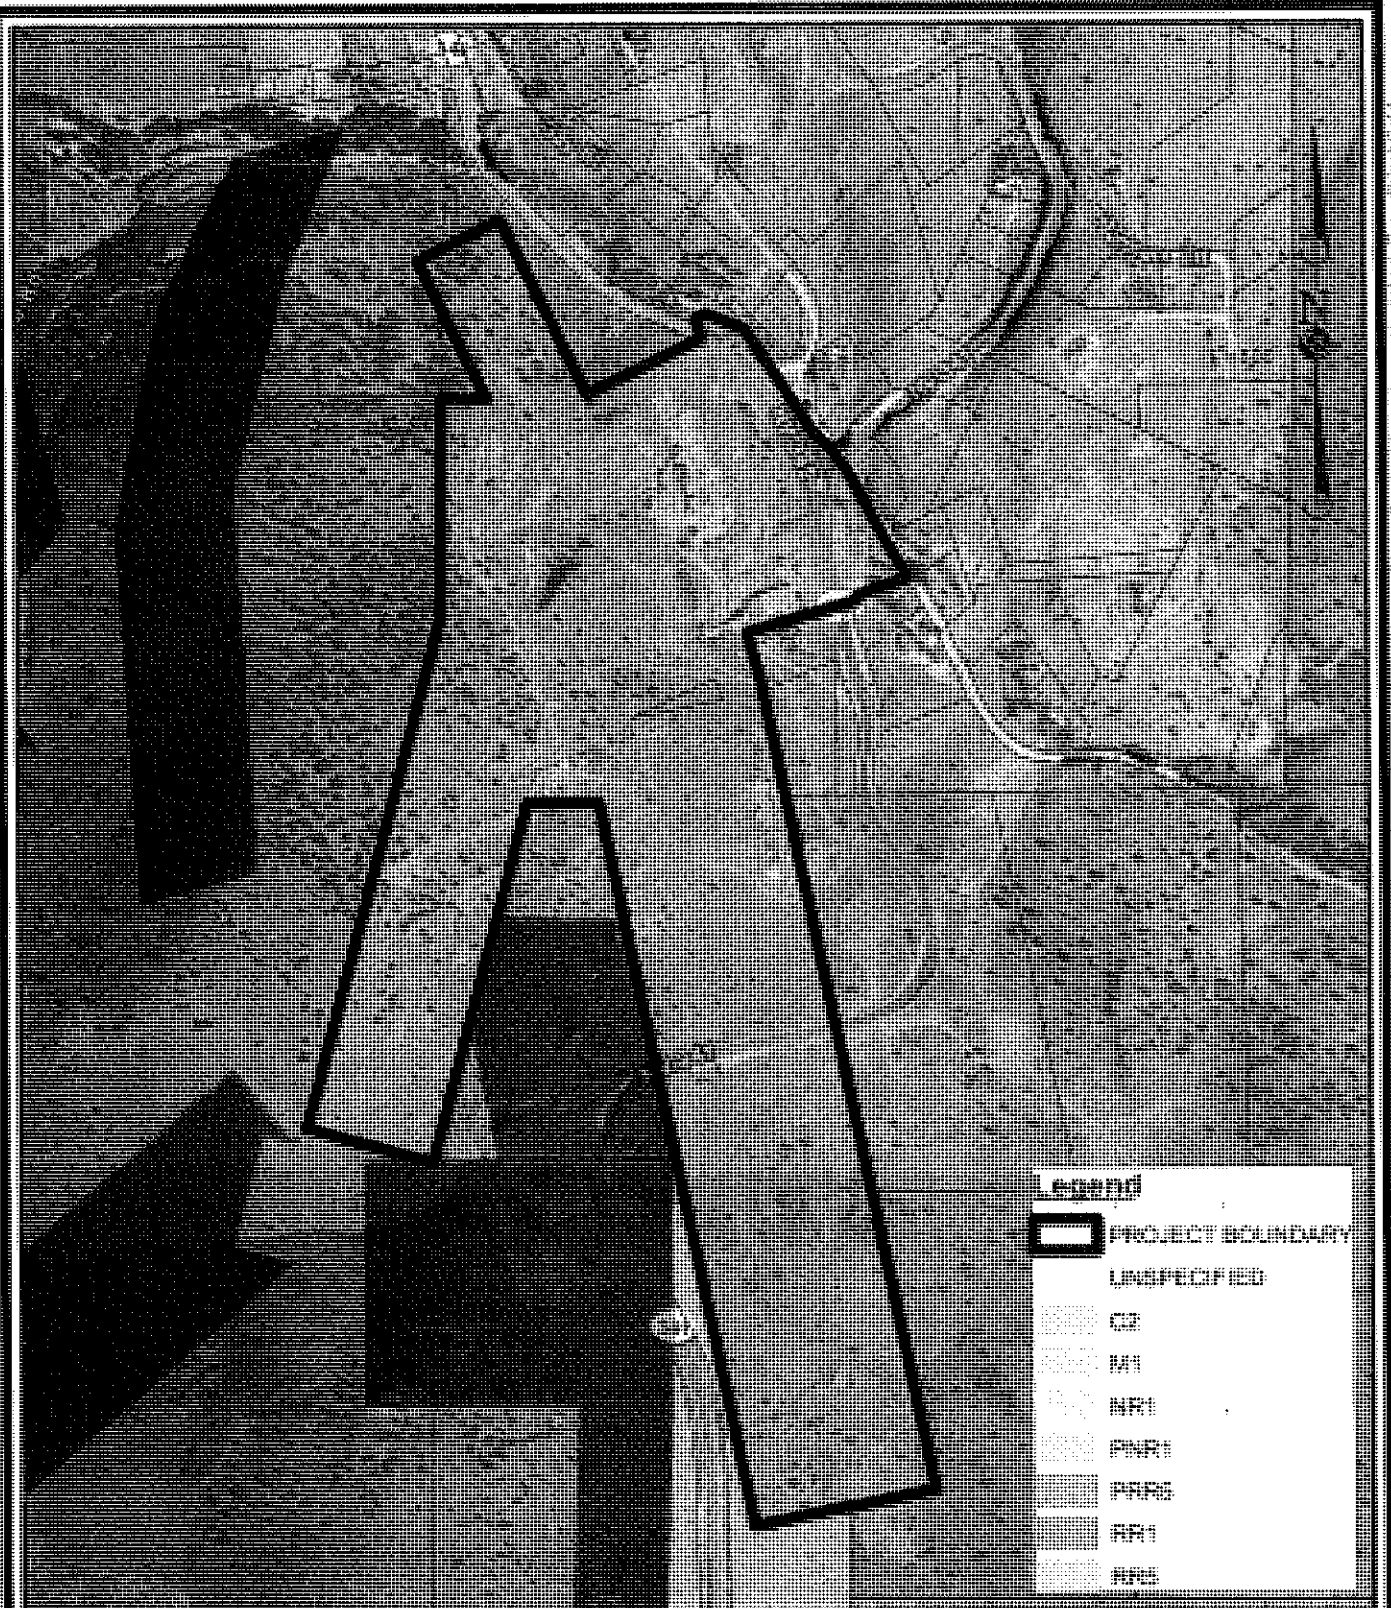 Legend
PROJECT BOUNDARY
UNSPECIFIED
C2
M1
NR1
PNR1
PRR5
RR1
RR5